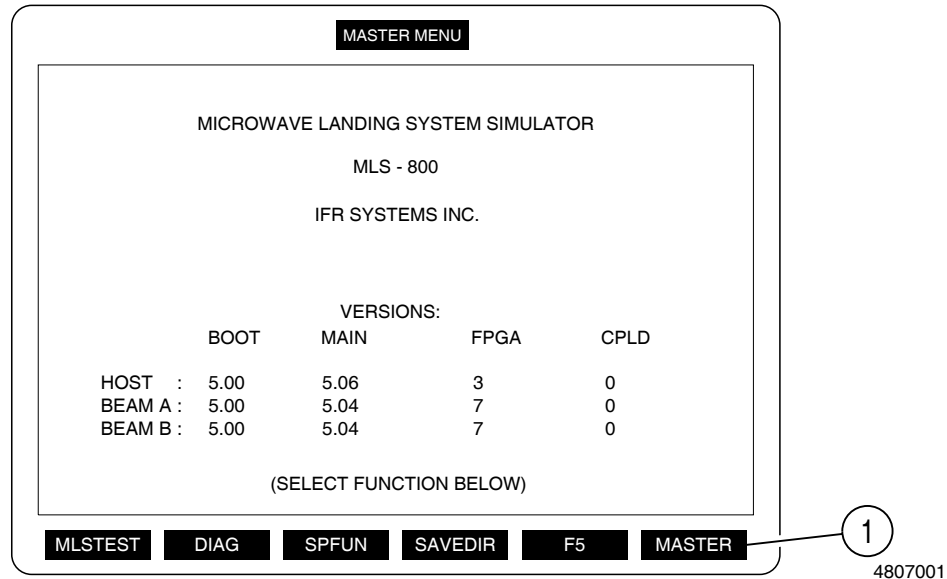 MASTER MENU
MICROWAVE LANDING SYSTEM SIMULATOR
MLS - 800
IFR SYSTEMS INC.
VERSIONS:
BOOT MAIN FPGA CPLD
HOST : 5.00 5.06 3 0
BEAM A : 5.00 5.04 7 0
BEAM B : 5.00 5.04 7 0
(SELECT FUNCTION BELOW)
MLSTEST DIAG SPFUN SAVEDIR F5 MASTER 1
4807001